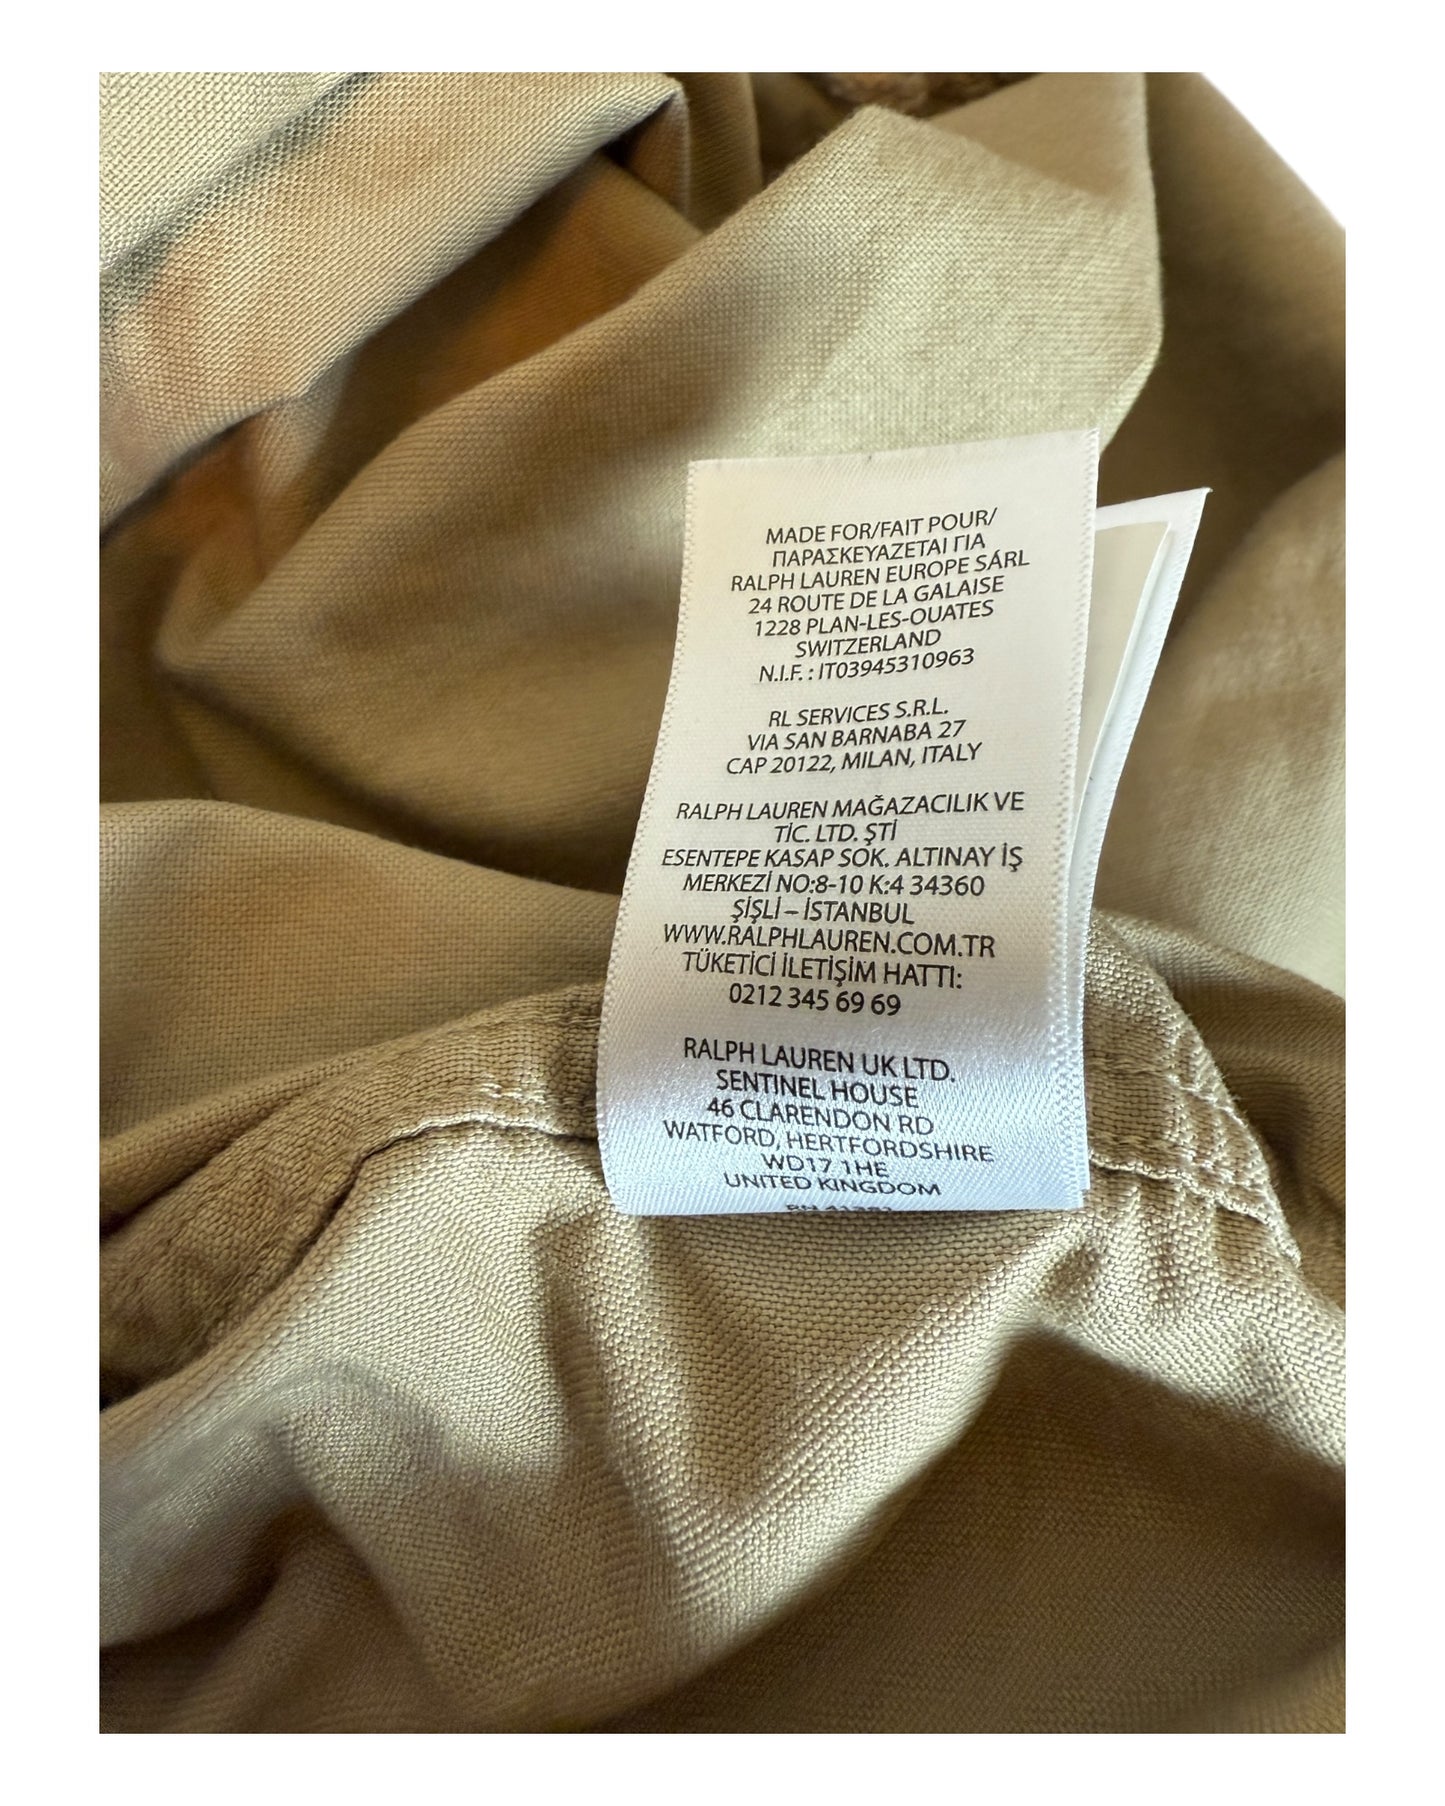 MADE FOR/FAIT POUR/
ΠΑΡΑΣΚΕΥΑΖΕΤΑΙ ΓΙΑ
RALPH LAUREN EUROPE SÁRL
24 ROUTE DE LA GALAISE
1228 PLAN-LES-OUATES
SWITZERLAND
N.I.F. : IT03945310963
RL SERVICES S.R.L.
VIA SAN BARNABA 27
CAP 20122, MILAN, ITALY
RALPH LAUREN MAĞAZACILIK VE
TİC. LTD. ŞTİ
ESENTEPE KASAP SOK. ALTINAY İŞ
MERKEZİ NO:8-10 K:4 34360
ŞİŞLİ – İSTANBUL
WWW.RALPHLAUREN.COM.TR
TÜKETİCİ İLETİŞİM HATTI:
0212 345 69 69
RALPH LAUREN UK LTD.
SENTINEL HOUSE
46 CLARENDON RD
WATFORD, HERTFORDSHIRE
WD17 1HE
UNITED KINGDOM
RN 41381